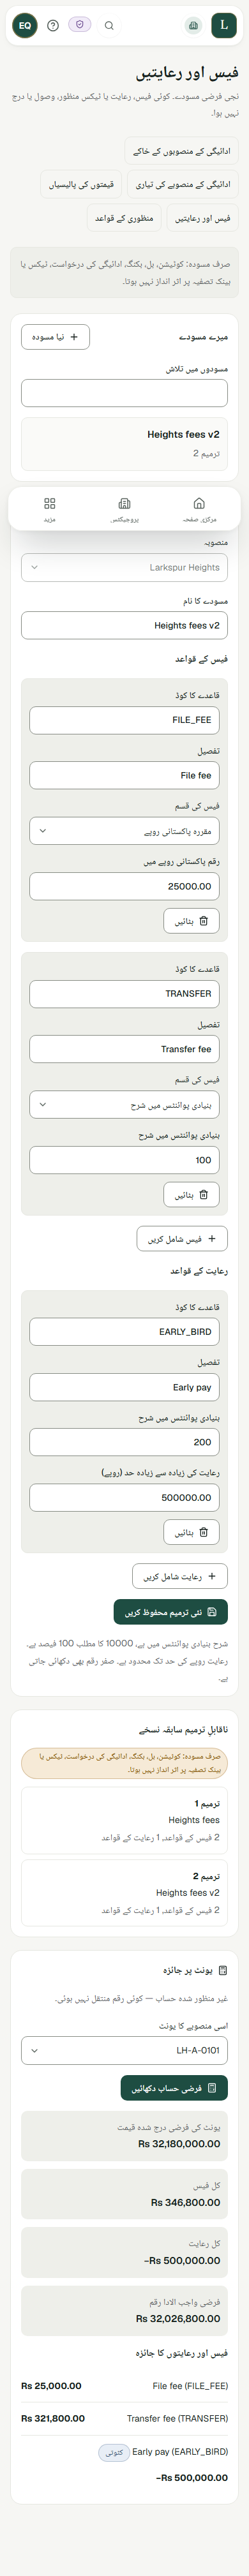 EQ
L
فیس اور رعایتیں
نجی فرضی مسودے۔ کوئی فیس، رعایت یا ٹیکس منظور، وصول یا درج نہیں ہوا۔
ادائیگی کے منصوبوں کے خاکے
ادائیگی کے منصوبے کی تیاری
قیمتوں کی پالیسیاں
فیس اور رعایتیں
منظوری کے قواعد
صرف مسودہ: کوٹیشن، بل، بکنگ، ادائیگی کی درخواست، ٹیکس یا بینک تصفیہ پر اثر انداز نہیں ہوتا۔
میرے مسودے
نیا مسودہ
مسودوں میں تلاش
Heights fees v2
ترمیم 2
مرکزی صفحہ
پروجیکٹس
مزید
منصوبہ
Larkspur Heights
مسودے کا نام
Heights fees v2
فیس کے قواعد
قاعدے کا کوڈ
FILE_FEE
تفصیل
File fee
فیس کی قسم
مقررہ پاکستانی روپے
رقم پاکستانی روپے میں
25000.00
ہٹائیں
قاعدے کا کوڈ
TRANSFER
تفصیل
Transfer fee
فیس کی قسم
بنیادی پوائنٹس میں شرح
بنیادی پوائنٹس میں شرح
100
ہٹائیں
فیس شامل کریں
رعایت کے قواعد
قاعدے کا کوڈ
EARLY_BIRD
تفصیل
Early pay
بنیادی پوائنٹس میں شرح
200
رعایت کی زیادہ سے زیادہ حد (روپے)
500000.00
ہٹائیں
رعایت شامل کریں
نئی ترمیم محفوظ کریں
شرح بنیادی پوائنٹس میں ہے، 10000 کا مطلب 100 فیصد ہے۔ رعایت روپے کی حد تک محدود ہے۔ صفر رقم بھی دکھائی جاتی ہے۔
ناقابل ترمیم سابقہ نسخے
صرف مسودہ: کوٹیشن، بل، بکنگ، ادائیگی کی درخواست، ٹیکس یا بینک تصفیہ پر اثر انداز نہیں ہوتا۔
ترمیم 1
Heights fees
2 فیس کے قواعد، 1 رعایت کے قواعد
ترمیم 2
Heights fees v2
2 فیس کے قواعد، 1 رعایت کے قواعد
یونٹ پر جائزہ
غیر منظور شدہ حساب — کوئی رقم منتقل نہیں ہوئی۔
اسی منصوبے کا یونٹ
LH-A-0101
فرضی حساب دکھائیں
یونٹ کی فرضی درج شدہ قیمت
Rs 32,180,000.00
کل فیس
Rs 346,800.00
کل رعایت
−Rs 500,000.00
فرضی واجب الادا رقم
Rs 32,026,800.00
فیس اور رعایتوں کا جائزہ
File fee (FILE_FEE)
Rs 25,000.00
Transfer fee (TRANSFER)
Rs 321,800.00
Early pay (EARLY_BIRD)
کٹوتی
−Rs 500,000.00